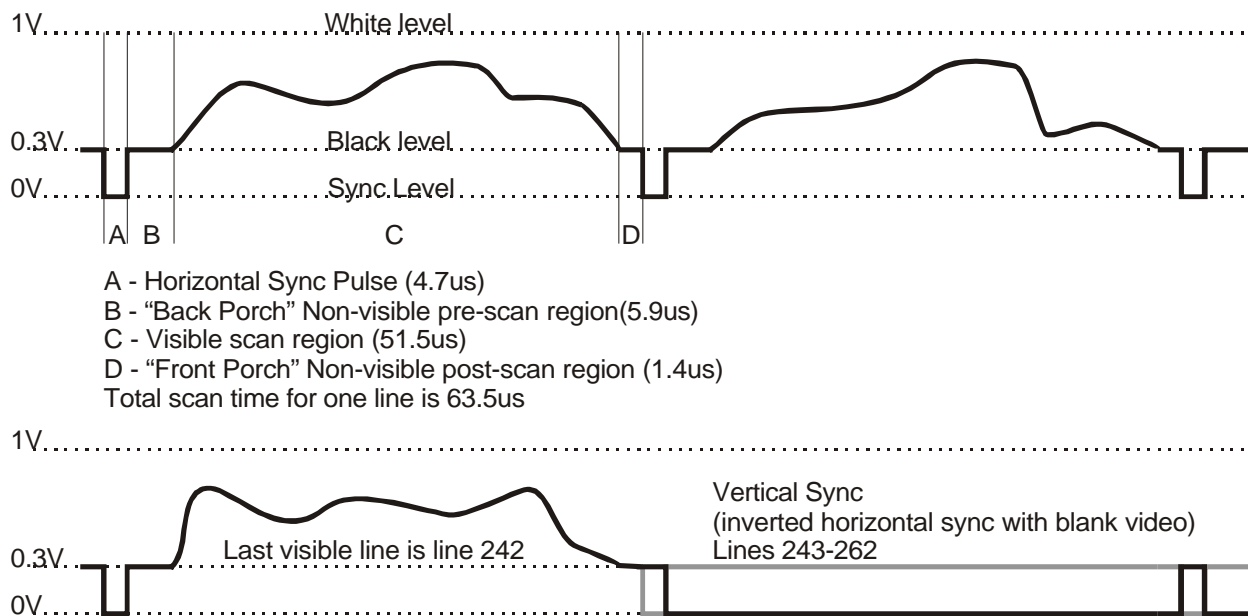 1V
White level
0.3V
Black level
0V
Sync Level
A
B
C
D
A - Horizontal Sync Pulse (4.7us)
B - “Back Porch” Non-visible pre-scan region(5.9us)
C - Visible scan region (51.5us)
D - “Front Porch” Non-visible post-scan region (1.4us)
Total scan time for one line is 63.5us
1V
Vertical Sync
(inverted horizontal sync with blank video)
Lines 243-262
0.3V
Last visible line is line 242
0V